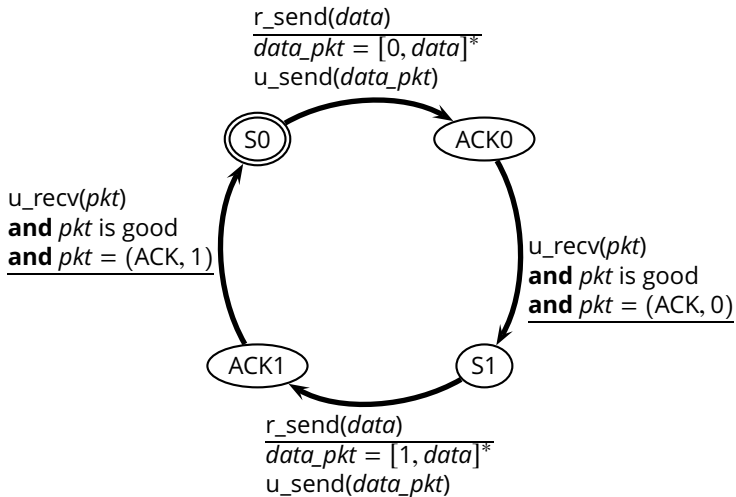 r_send(data)
data_pkt = [0, data]*
u_send(data_pkt)
S0
ACK0
u_recv(pkt)
and pkt is good
and pkt = (ACK, 1)
u_recv(pkt)
and pkt is good
and pkt = (ACK, 0)
ACK1
S1
r_send(data)
data_pkt = [1, data]*
u_send(data_pkt)